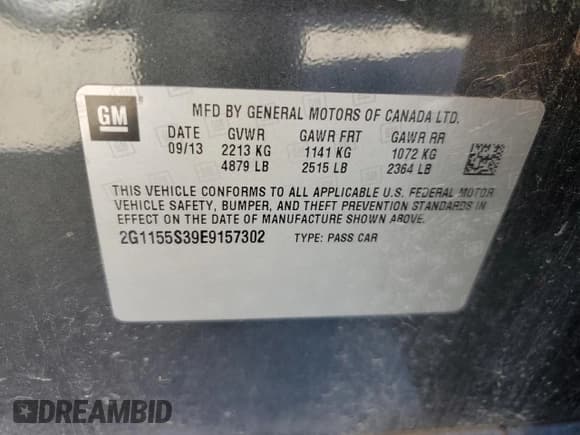 GM
MFD BY GENERAL MOTORS OF CANADA LTD.
DATE GVWR GAWR FRT GAWR RR
09/13 2213 KG 1141 KG 1072 KG
4879 LB 2515 LB 2364 LB
THIS VEHICLE CONFORMS TO ALL APPLICABLE U.S. FEDERAL MOTOR
VEHICLE SAFETY, BUMPER, AND THEFT PREVENTION STANDARDS IN
EFFECT ON THE DATE OF MANUFACTURE SHOWN ABOVE.
2G1155S39E9157302 TYPE: PASS CAR
DREAMBID